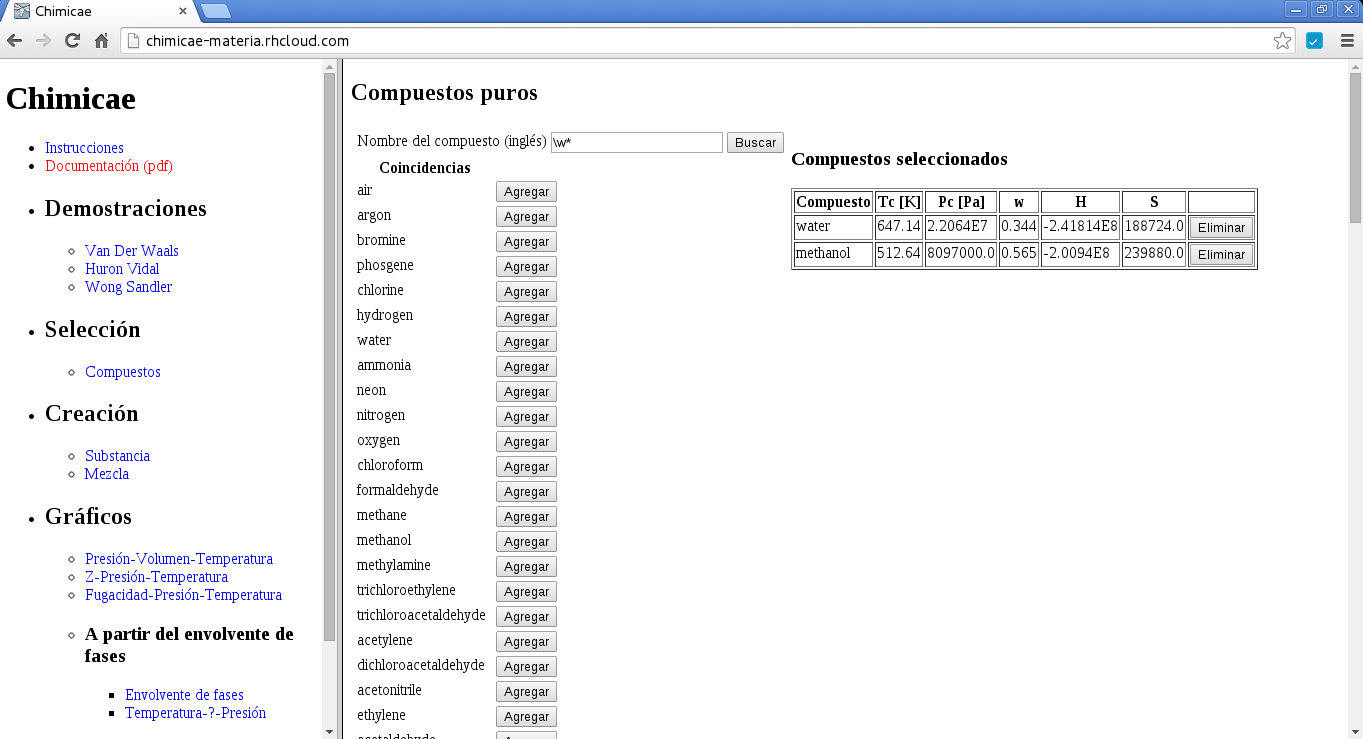 Chimicae
chimicae-materia.rhcloud.com
Chimicae
Instrucciones
Documentación (pdf)
Demostraciones
Van Der Waals
Huron Vidal
Wong Sandler
Selección
Compuestos
Creación
Substancia
Mezcla
Gráficos
Presión-Volumen-Temperatura
Z-Presión-Temperatura
Fugacidad-Presión-Temperatura
A partir del envolvente de
fases
Envolvente de fases
Temperatura-?-Presión
Compuestos puros
Nombre del compuesto (inglés) \w* Buscar
Coincidencias
air Agregar
argon Agregar
bromine Agregar
phosgene Agregar
chlorine Agregar
hydrogen Agregar
water Agregar
ammonia Agregar
neon Agregar
nitrogen Agregar
oxygen Agregar
chloroform Agregar
formaldehyde Agregar
methane Agregar
methanol Agregar
methylamine Agregar
trichloroethylene Agregar
trichloroacetaldehyde Agregar
acetylene Agregar
dichloroacetaldehyde Agregar
acetonitrile Agregar
ethylene Agregar
acetaldehyde
Compuestos seleccionados
Compuesto Tc [K] Pc [Pa] w H S
water 647.14 2.2064E7 0.344 -2.41814E8 188724.0 Eliminar
methanol 512.64 8097000.0 0.565 -2.0094E8 239880.0 Eliminar